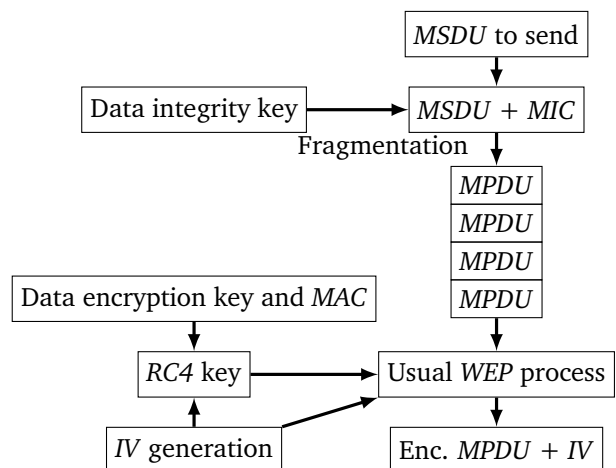 MSDU to send
Data integrity key
MSDU + MIC
Fragmentation
MPDU
MPDU
MPDU
MPDU
Data encryption key and MAC
RC4 key
Usual WEP process
IV generation
Enc. MPDU + IV